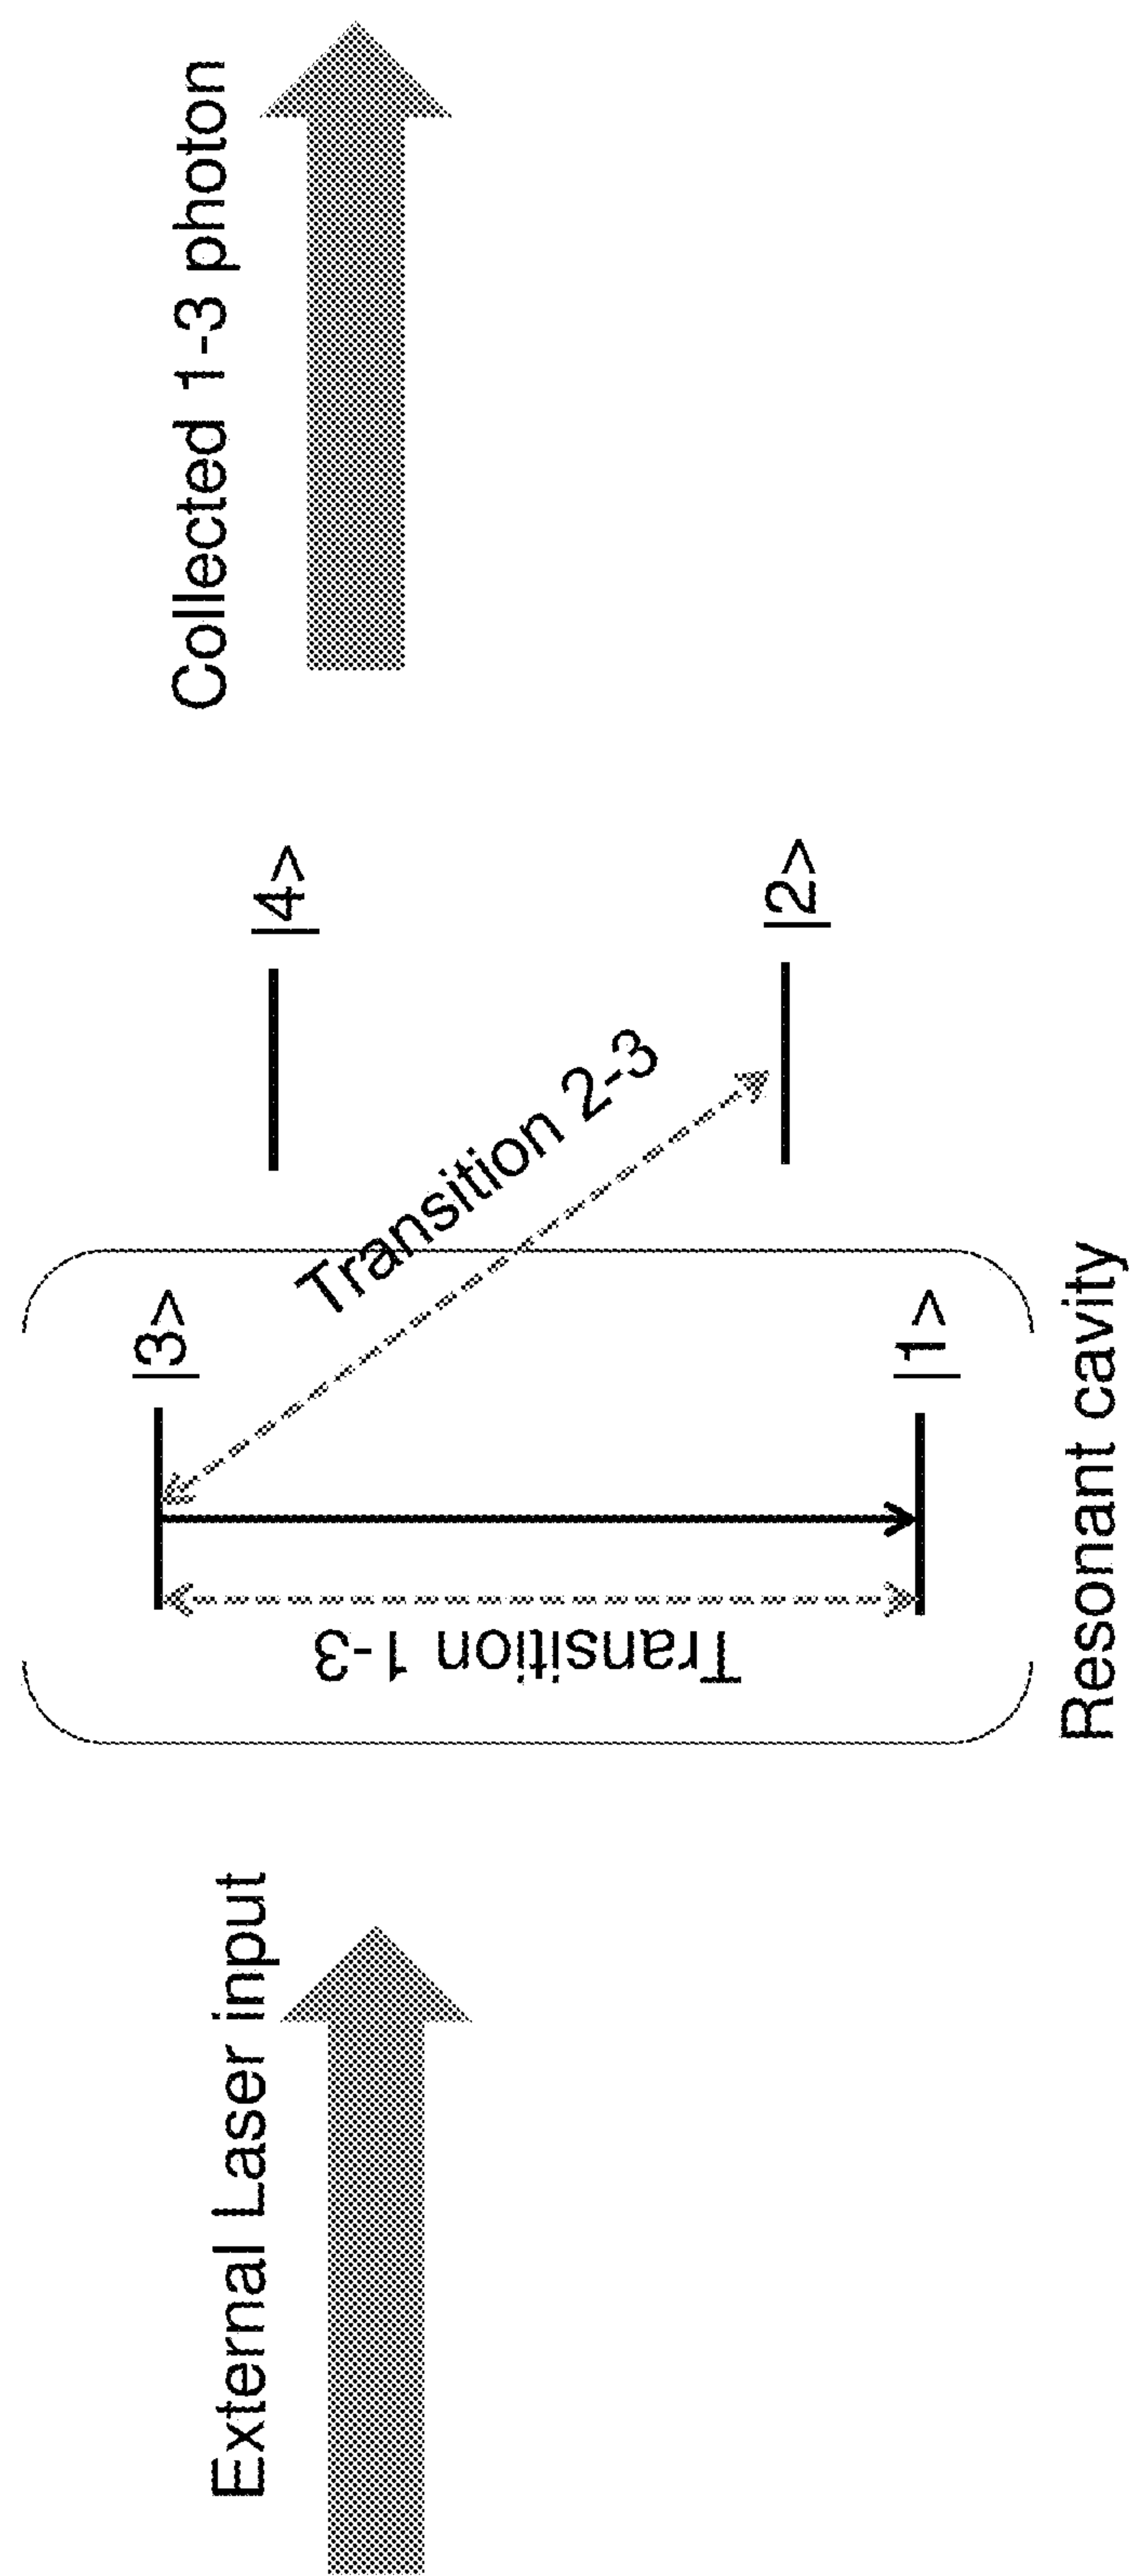 External Laser input
Transition 1-3
|3>
|1>
Resonant cavity
Transition 2-3
|4>
|2>
Collected 1-3 photon